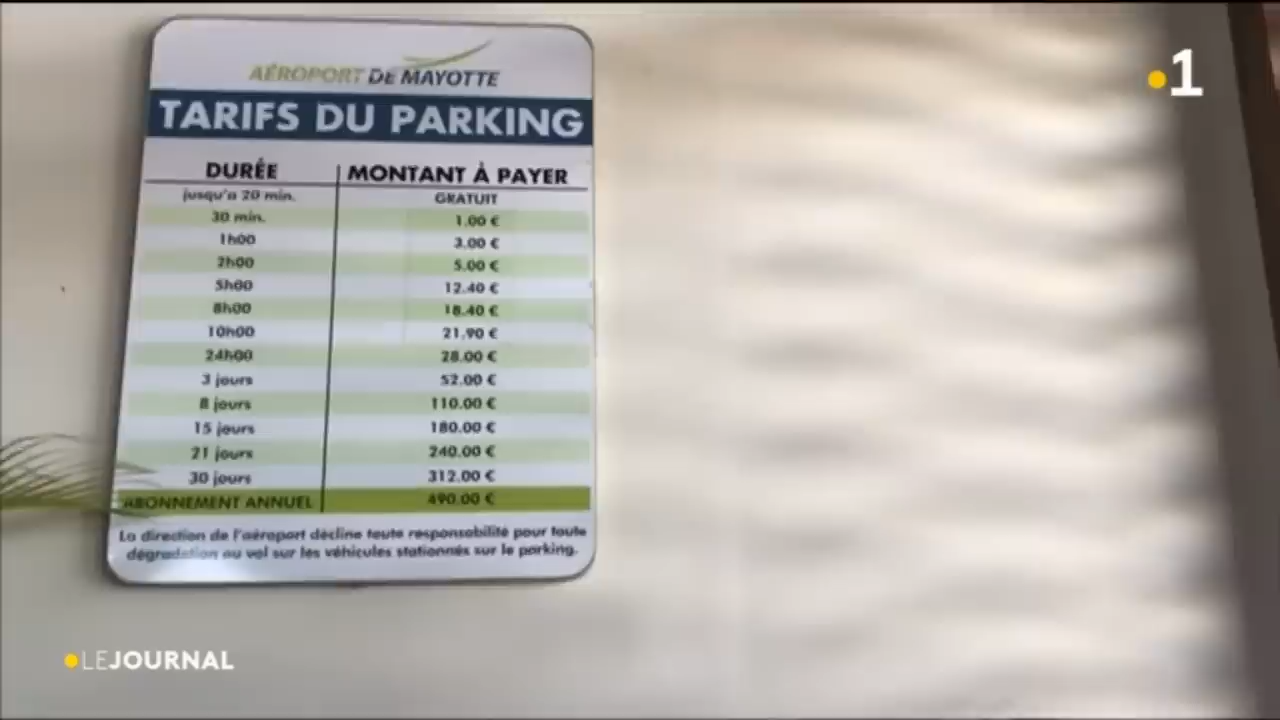 AÉROPORT DE MAYOTTE
1
TARIFS DU PARKING
DURÉE MONTANT À PAYER
jusqu'a 20 min. GRATUIT
30 min. 1.00 €
1h00 3.00 €
2h00 5.00 €
5h00 12.40 €
8h00 18.40 €
10h00 21.90 €
24h00 28.00 €
3 jours 52.00 €
8 jours 110.00 €
15 jours 180.00 €
21 jours 240.00 €
30 jours 312.00 €
ABONNEMENT ANNUEL 490.00 €
La direction de l'aéroport décline toute responsabilité pour toute
dégradation ou vol sur les véhicules stationnés sur le parking.
LEJOURNAL